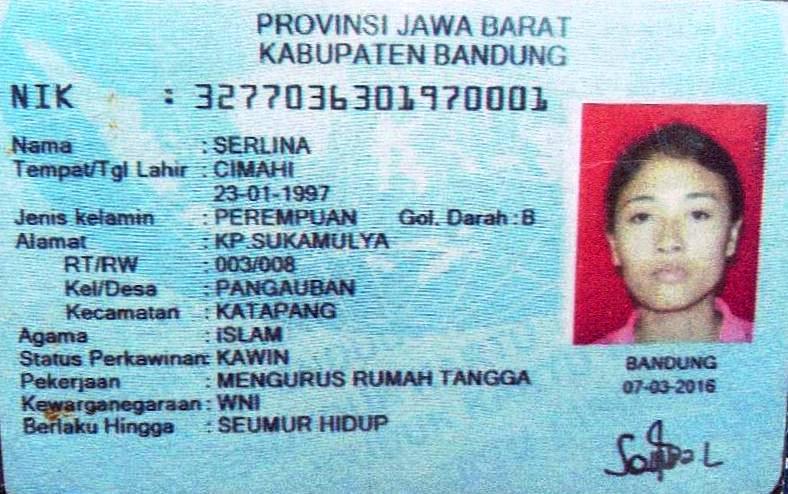 PROVINSI JAWA BARAT
KABUPATEN BANDUNG
NIK : 3277036301970001
Nama : SERLINA
Tempat/Tgl Lahir : CIMAHI
23-01-1997
Jenis kelamin : PEREMPUAN Gol. Darah : B
Alamat : KP SUKAMULYA
RT/RW : 003/008
Kel/Desa : PANGAUBAN
Kecamatan : KATAPANG
Agama : ISLAM
Status Perkawinan: KAWIN
Pekerjaan : MENGURUS RUMAH TANGGA
Kewarganegaraan : WNI
Berlaku Hingga : SEUMUR HIDUP
BANDUNG
07-03-2016